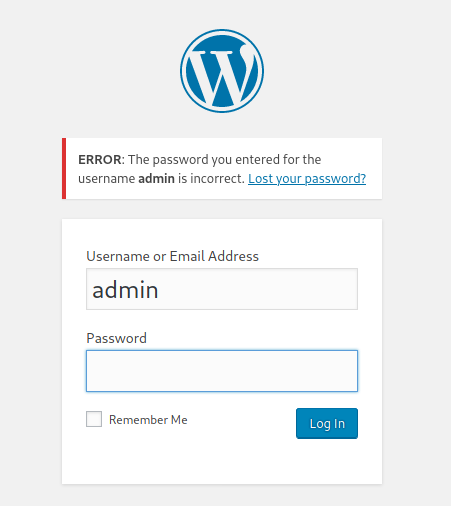 ERROR: The password you entered for the
username admin is incorrect. Lost your password?
Username or Email Address
admin
Password
Remember Me
Log In